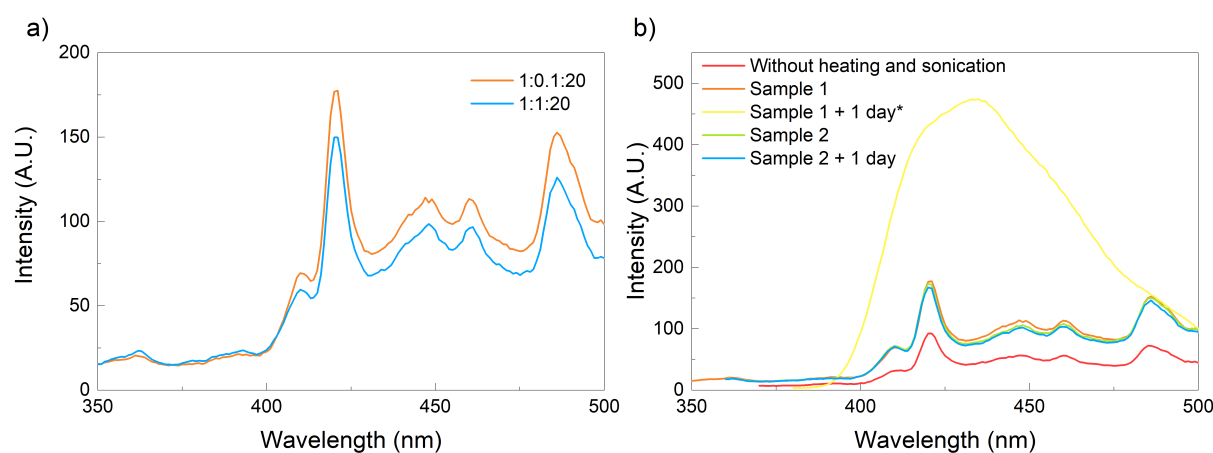 a)
200
150
100
50
0
350
400
450
500
Intensity (A.U.)
Wavelength (nm)
1:0.1:20
1:1:20
b)
500
400
300
200
100
0
350
400
450
500
Intensity (A.U.)
Wavelength (nm)
Without heating and sonication
Sample 1
Sample 1 + 1 day*
Sample 2
Sample 2 + 1 day